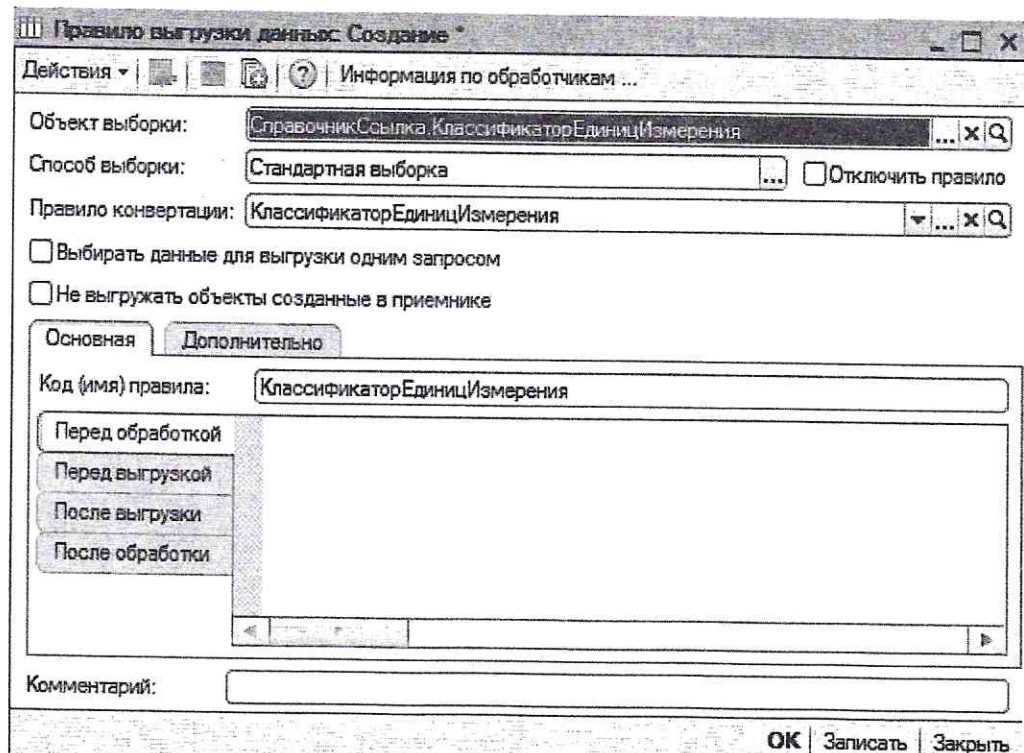 Правило выгрузки данных: Создание *
Действия Информация по обработчикам ...
Объект выборки: СправочникСсылка.КлассификаторЕдиницИзмерения ...
Способ выборки: Стандартная выборка ... Отключить правило
Правило конвертации: КлассификаторЕдиницИзмерения ...
Выбирать данные для выгрузки одним запросом
Не выгружать объекты созданные в приемнике
Основная Дополнительно
Код (имя) правила: КлассификаторЕдиницИзмерения
Перед обработкой
Перед выгрузкой
После выгрузки
После обработки
Комментарий:
ОК Записать Закрыть